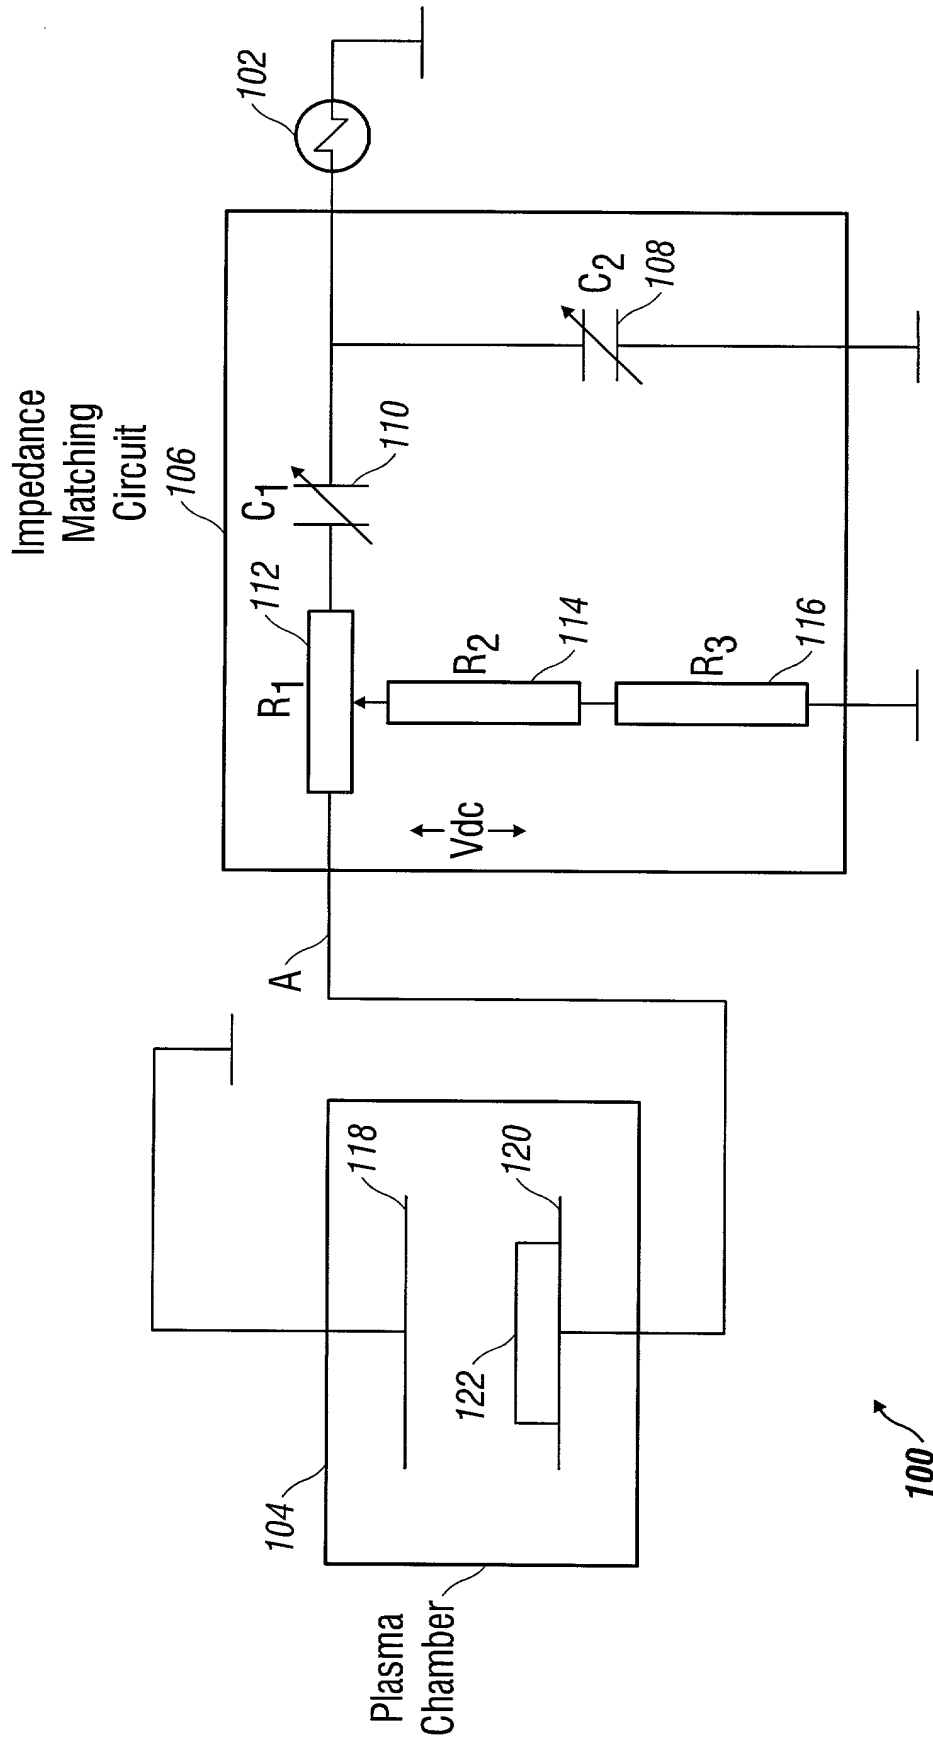 Impedance
Matching
Circuit
106
102
R1
112
C1
110
C2
108
R2
114
R3
116
Vdc
A
Plasma
Chamber
104
118
120
122
100